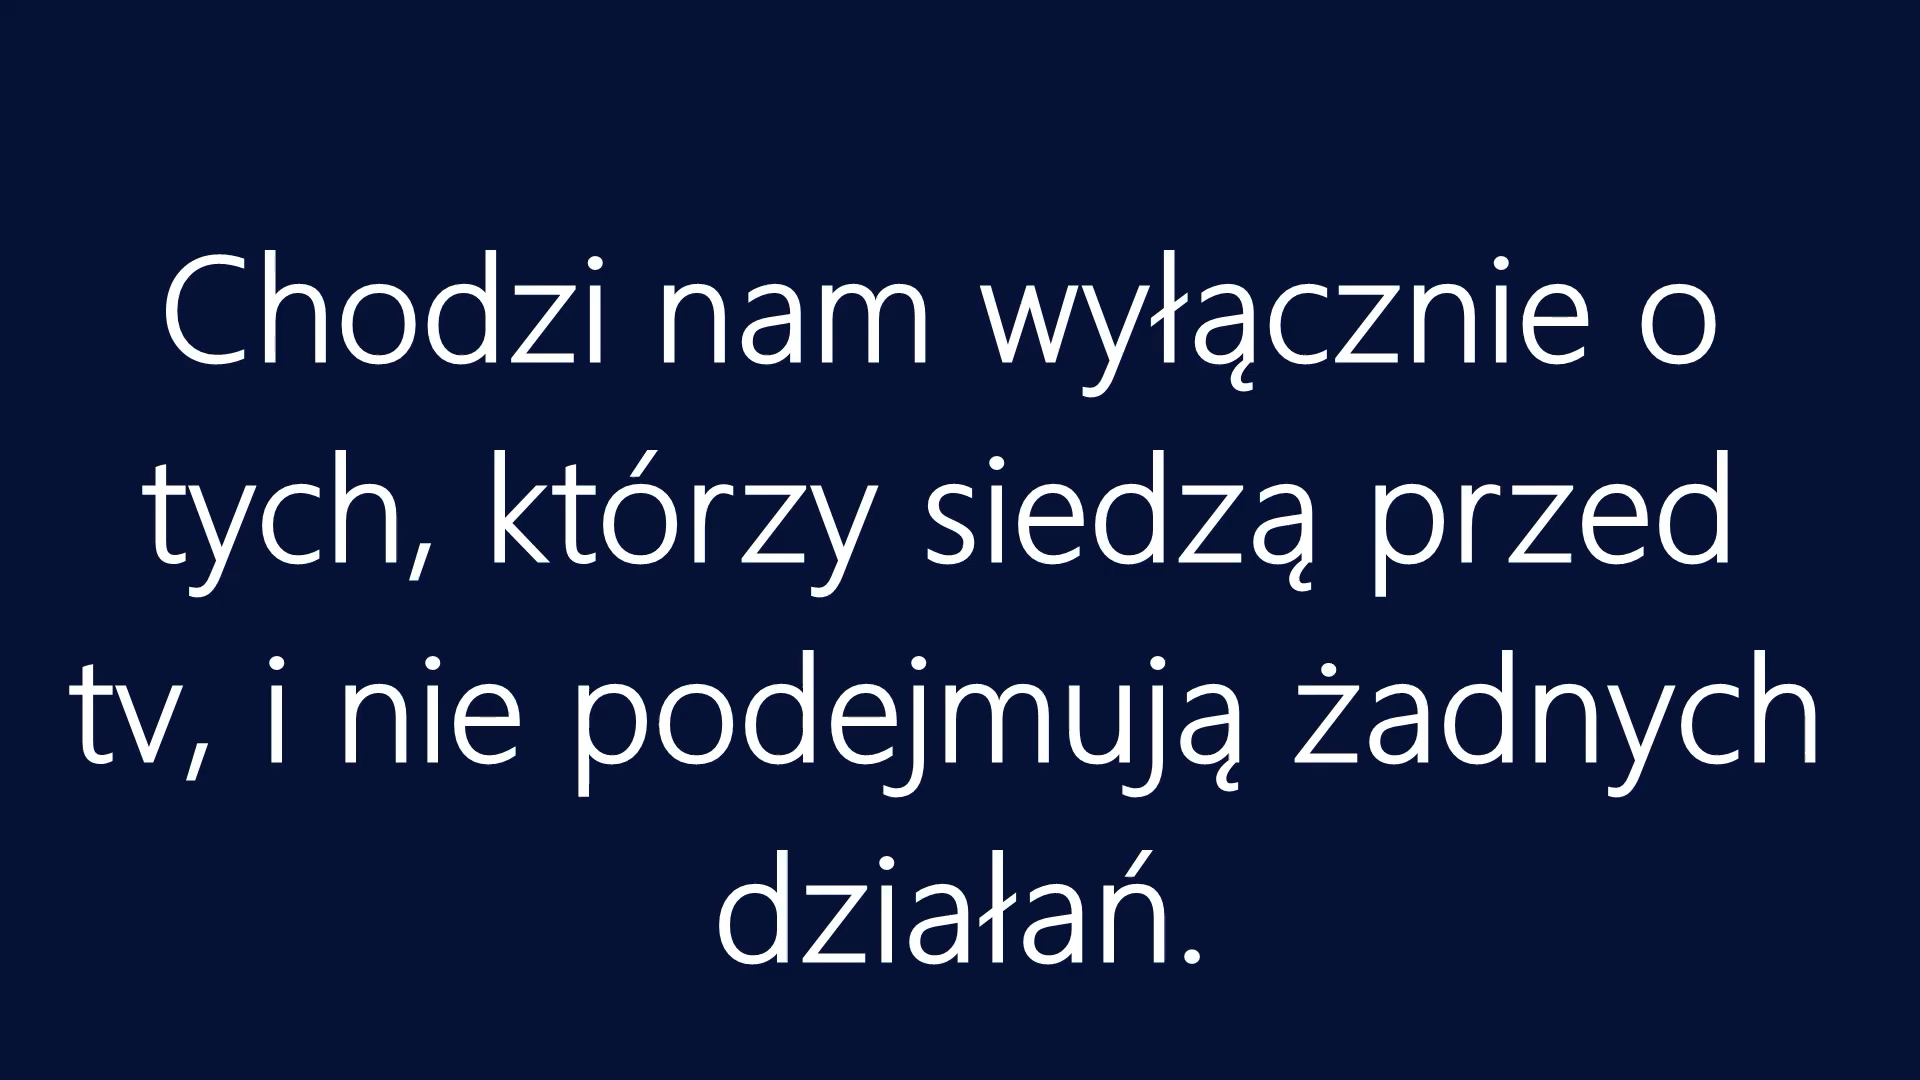 Chodzi nam wyłącznie o
tych, którzy siedzą przed
tv, i nie podejmują żadnych
działań.